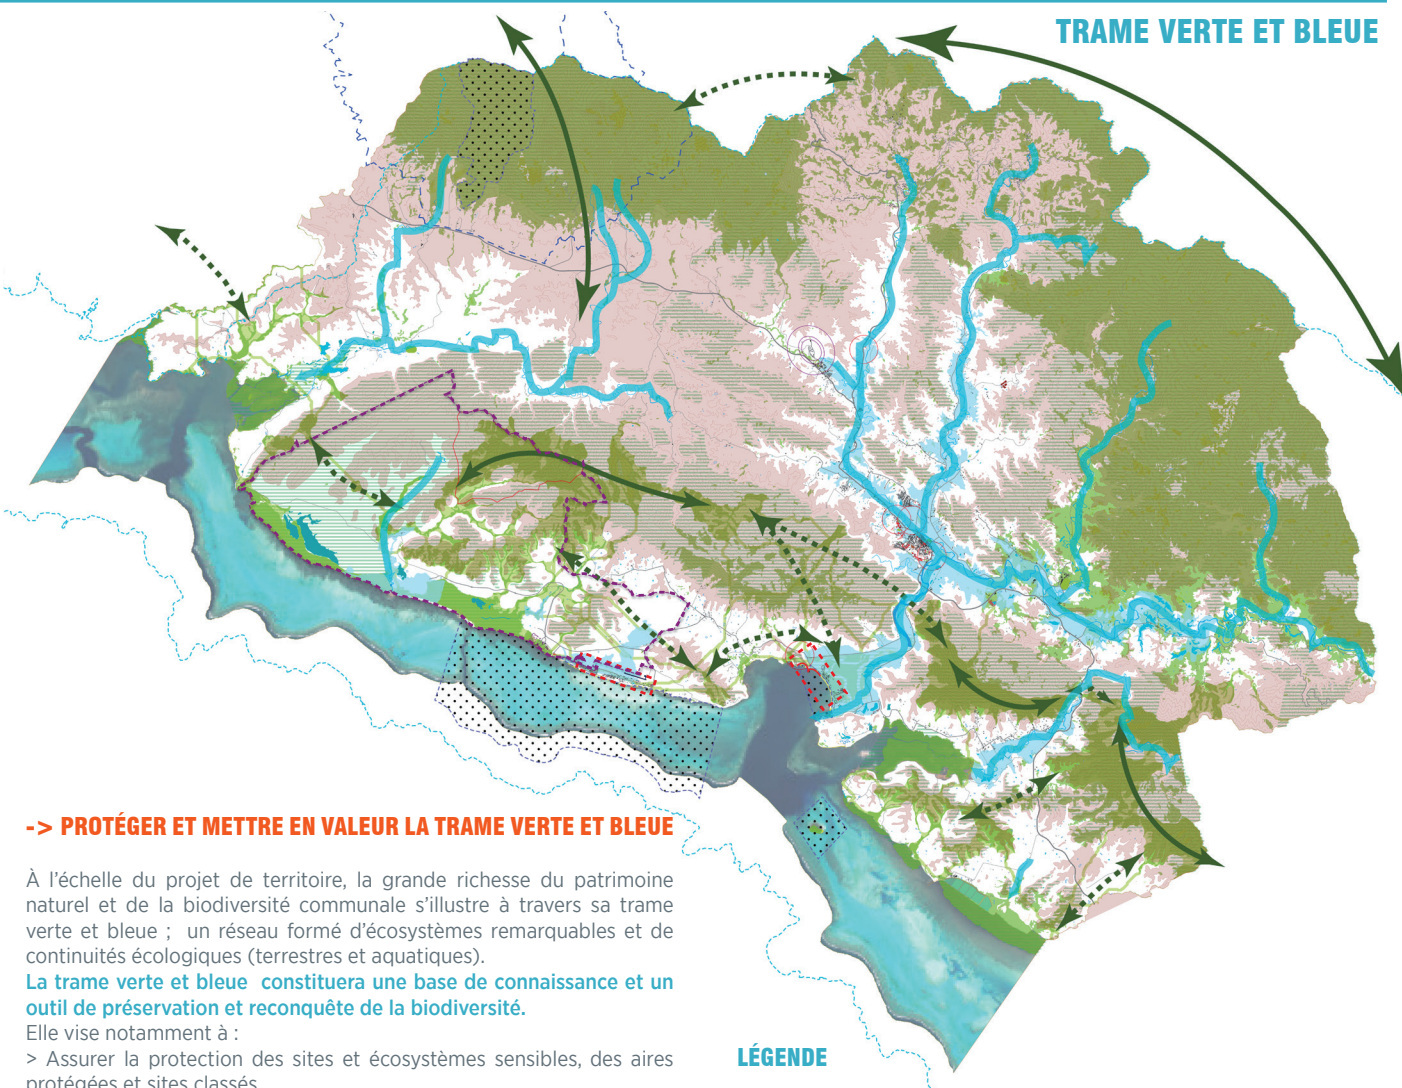 TRAME VERTE ET BLEUE
-> PROTÉGER ET METTRE EN VALEUR LA TRAME VERTE ET BLEUE
À l'échelle du projet de territoire, la grande richesse du patrimoine
naturel et de la biodiversité communale s'illustre à travers sa trame
verte et bleue ; un réseau formé d'écosystèmes remarquables et de
continuités écologiques (terrestres et aquatiques).
La trame verte et bleue constituera une base de connaissance et un
outil de préservation et reconquête de la biodiversité.
Elle vise notamment à :
> Assurer la protection des sites et écosystèmes sensibles, des aires
protégées et sites classés
LÉGENDE